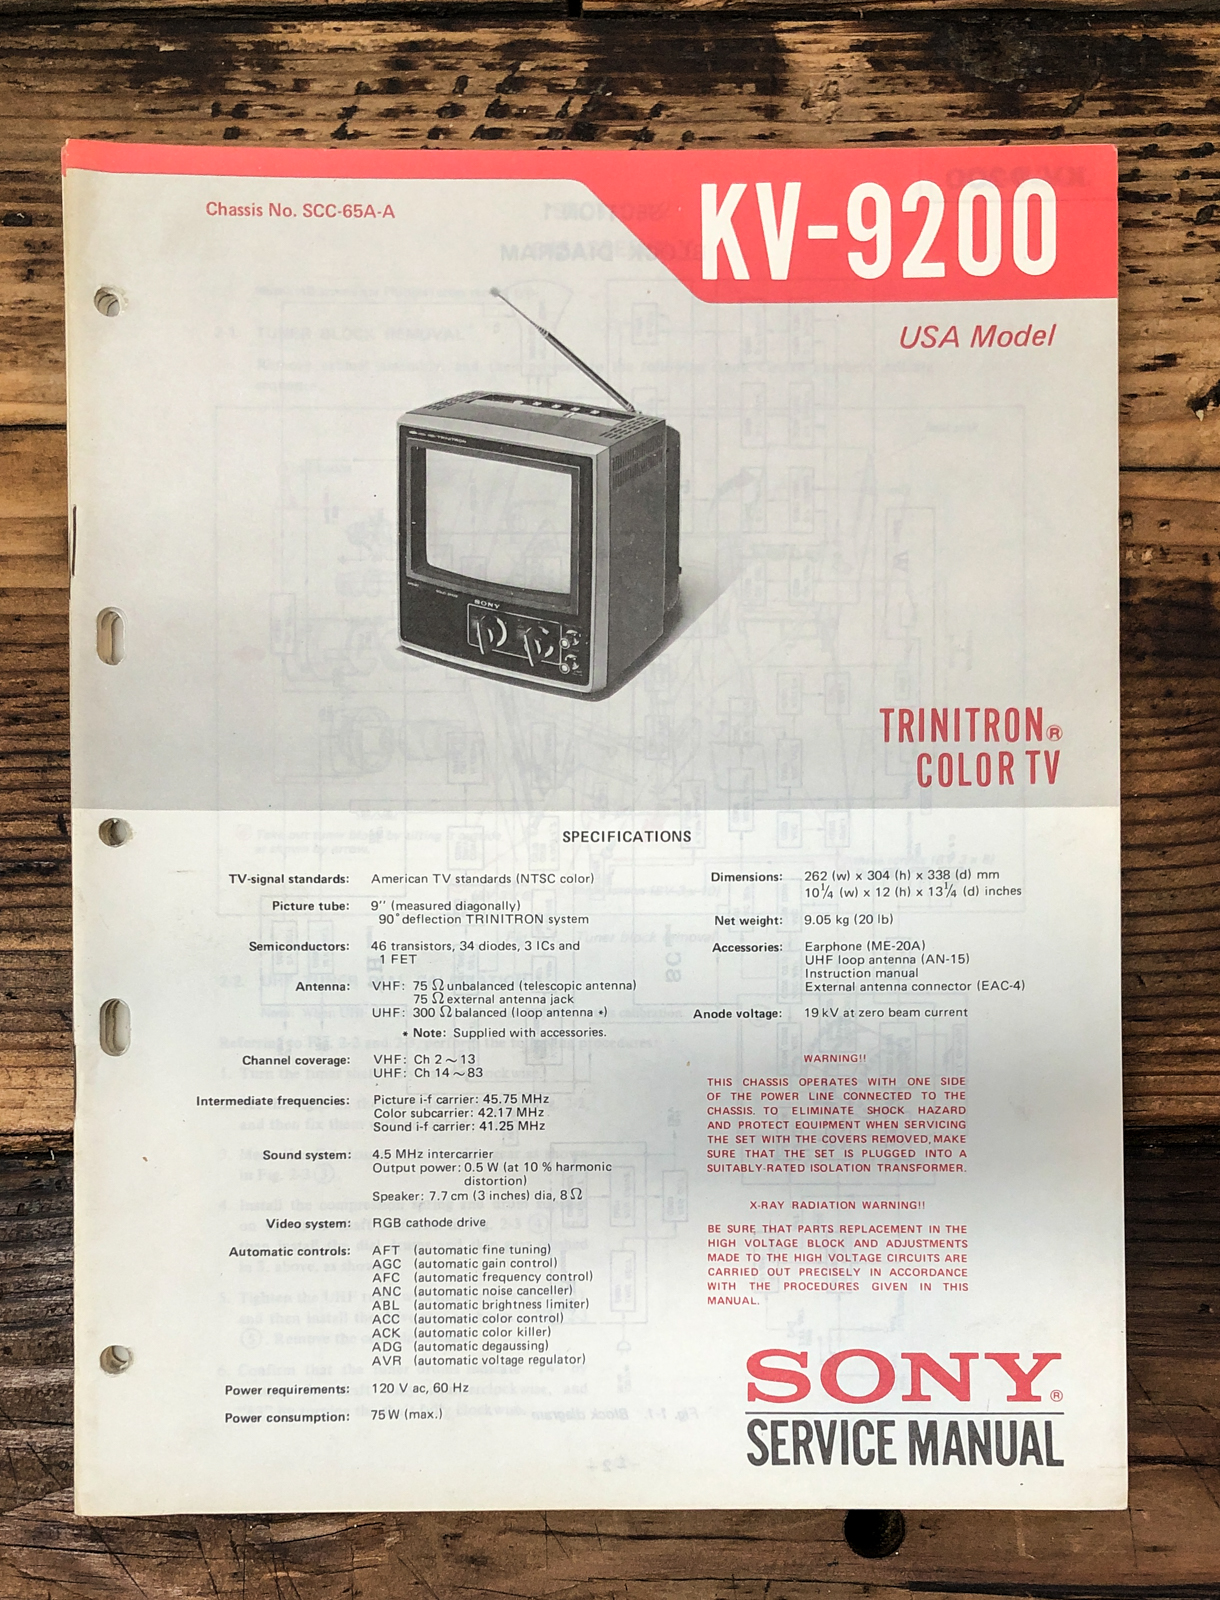 Chassis No. SCC-65A-A
KV-9200
USA Model
SONY
TRINITRON®
COLOR TV
SPECIFICATIONS
TV-signal standards: American TV standards (NTSC color)
Picture tube: 9'' (measured diagonally)
90° deflection TRINITRON system
Semiconductors: 46 transistors, 34 diodes, 3 ICs and
1 FET
Antenna: VHF: 75 Ω unbalanced (telescopic antenna)
75 Ω external antenna jack
UHF: 300 Ω balanced (loop antenna *)
* Note: Supplied with accessories.
Channel coverage: VHF: Ch 2 ~ 13
UHF: Ch 14 ~ 83
Intermediate frequencies: Picture i-f carrier: 45.75 MHz
Color subcarrier: 42.17 MHz
Sound i-f carrier: 41.25 MHz
Sound system: 4.5 MHz intercarrier
Output power: 0.5 W (at 10 % harmonic
distortion)
Speaker: 7.7 cm (3 inches) dia, 8 Ω
Video system: RGB cathode drive
Automatic controls: AFT (automatic fine tuning)
AGC (automatic gain control)
AFC (automatic frequency control)
ANC (automatic noise canceller)
ABL (automatic brightness limiter)
ACC (automatic color control)
ACK (automatic color killer)
ADG (automatic degaussing)
AVR (automatic voltage regulator)
Power requirements: 120 V ac, 60 Hz
Power consumption: 75 W (max.)
Dimensions: 262 (w) x 304 (h) x 338 (d) mm
10¼ (w) x 12 (h) x 13¼ (d) inches
Net weight: 9.05 kg (20 lb)
Accessories: Earphone (ME-20A)
UHF loop antenna (AN-15)
Instruction manual
External antenna connector (EAC-4)
Anode voltage: 19 kV at zero beam current
WARNING!!
THIS CHASSIS OPERATES WITH ONE SIDE
OF THE POWER LINE CONNECTED TO THE
CHASSIS. TO ELIMINATE SHOCK HAZARD
AND PROTECT EQUIPMENT WHEN SERVICING
THE SET WITH THE COVERS REMOVED, MAKE
SURE THAT THE SET IS PLUGGED INTO A
SUITABLY-RATED ISOLATION TRANSFORMER.
X-RAY RADIATION WARNING!!
BE SURE THAT PARTS REPLACEMENT IN THE
HIGH VOLTAGE BLOCK AND ADJUSTMENTS
MADE TO THE HIGH VOLTAGE CIRCUITS ARE
CARRIED OUT PRECISELY IN ACCORDANCE
WITH THE PROCEDURES GIVEN IN THIS
MANUAL.
SONY®
SERVICE MANUAL